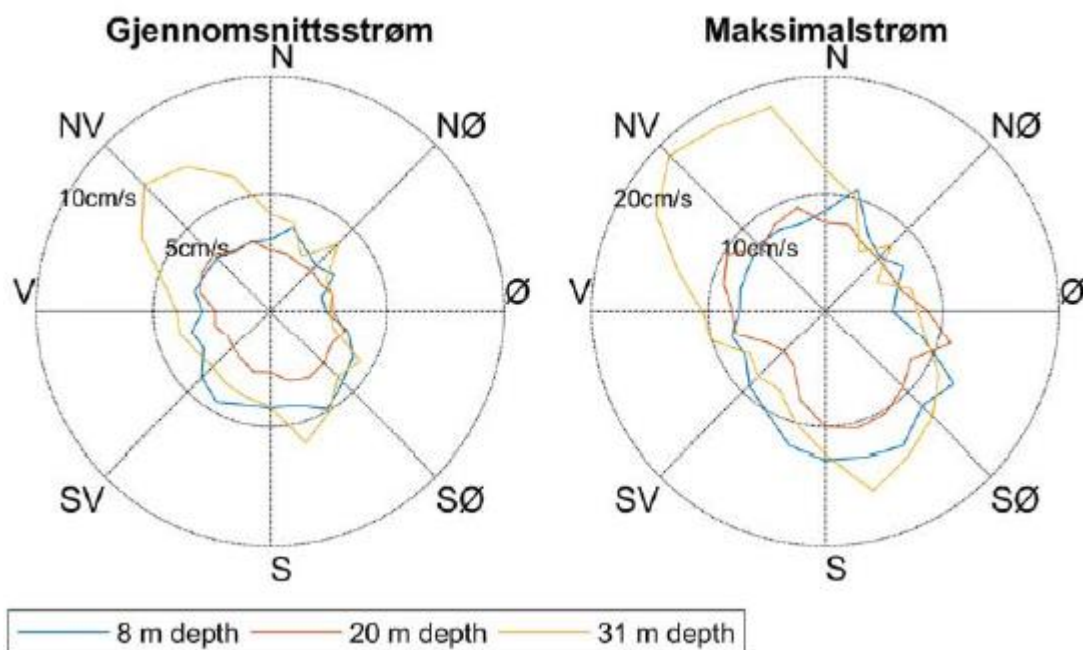 Gjennomsnittsstrøm
N
NV
NØ
10cm/s
5cm/s
V
Ø
SV
SØ
S
Maksimalstrøm
N
NV
NØ
20cm/s
10cm/s
V
Ø
SV
SØ
S
8 m depth
20 m depth
31 m depth